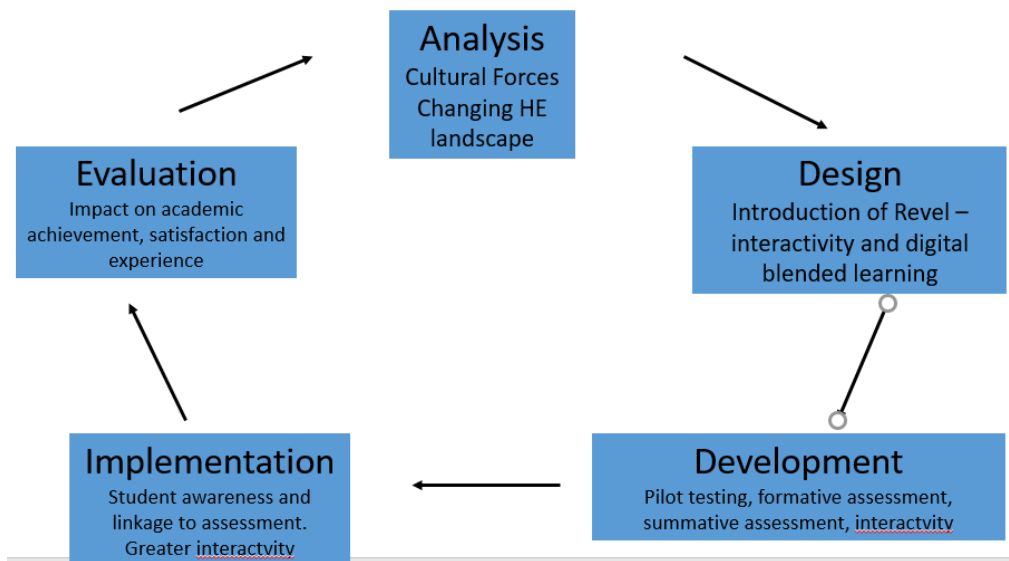 Analysis
Cultural Forces
Changing HE
landscape
Evaluation
Impact on academic
achievement, satisfaction and
experience
Design
Introduction of Revel –
interactivity and digital
blended learning
Implementation
Student awareness and
linkage to assessment.
Greater interactvity
Development
Pilot testing, formative assessment,
summative assessment, interactvity